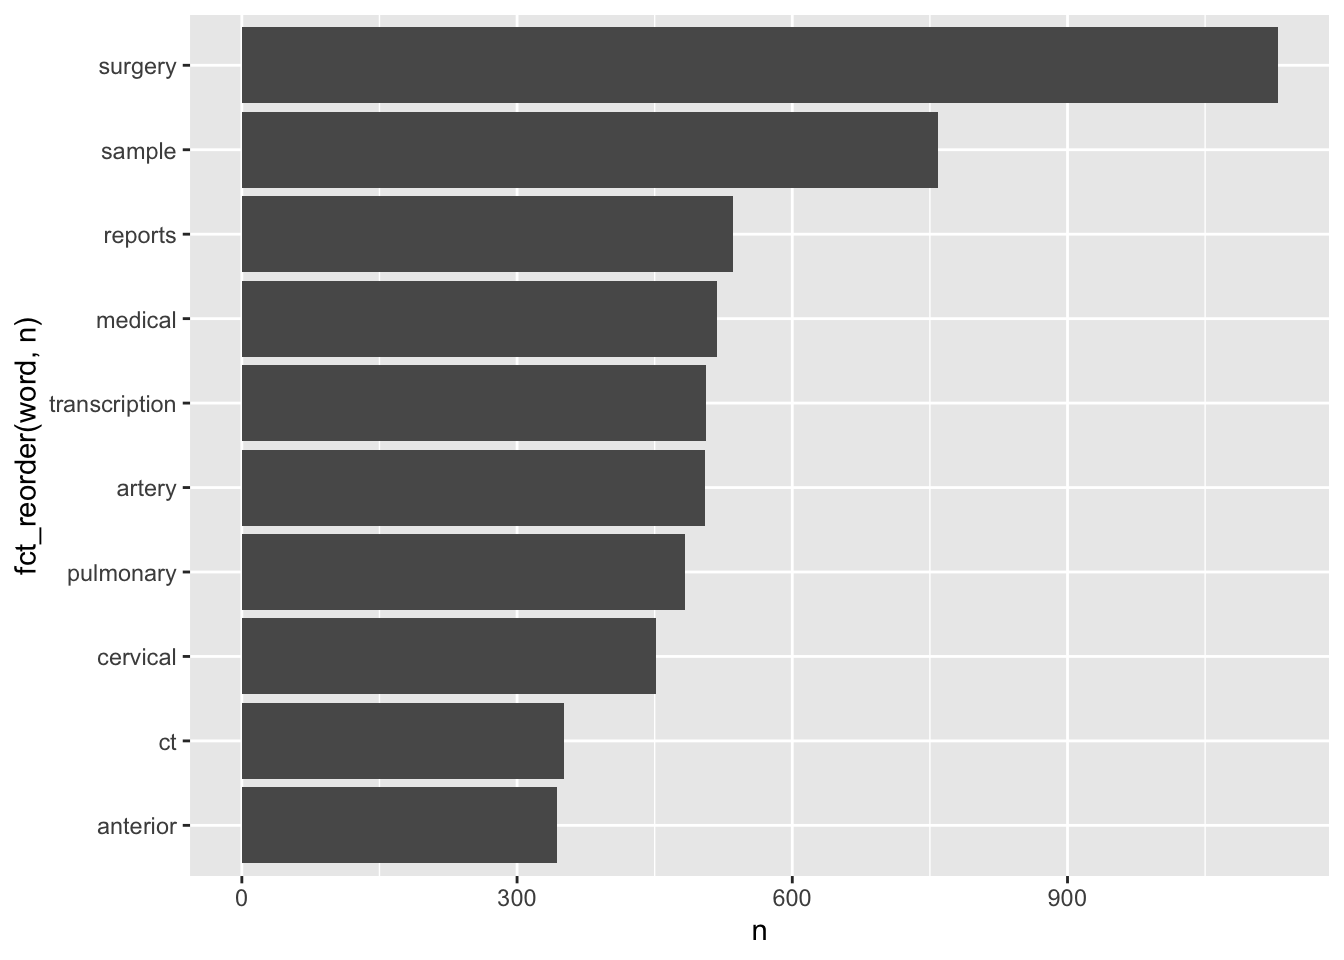 fct_reorder(word, n)
surgery
sample
reports
medical
transcription
artery
pulmonary
cervical
ct
anterior
0 300 600 900
n